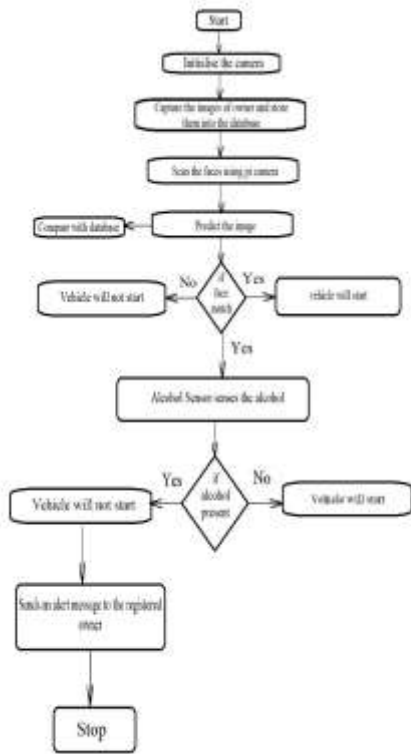 Start
Initialise the camera
Capture the images of owner and store
them into the database
Scan the faces using pi camera
Compare with database
Predict the image
if
face
match
No
Yes
Vehicle will not start
vehicle will start
Yes
Alcohol Sensor senses the alcohol
if
alcohol
present
Yes
No
Vehicle will not start
Vehicle will start
Sends an alert message to the registered
owner
Stop